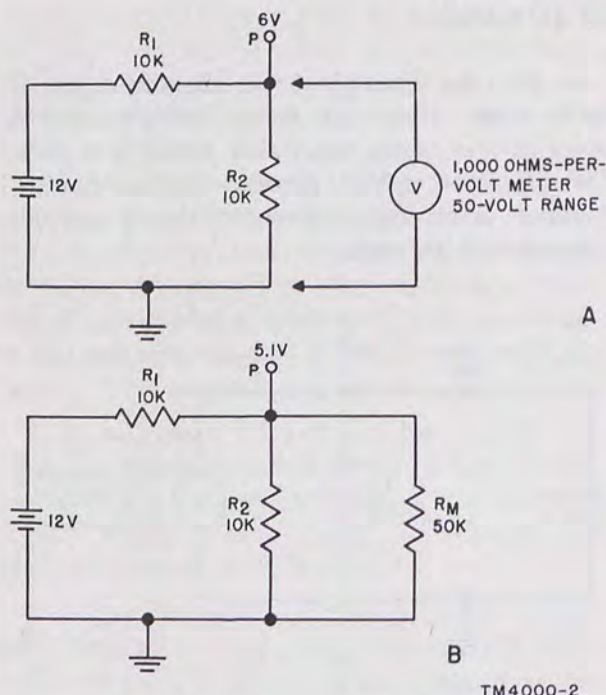 6V
P
R1
10K
12V
R2
10K
V
1,000 OHMS-PER-
VOLT METER
50-VOLT RANGE
A
5.1V
P
R1
10K
12V
R2
10K
RM
50K
B
TM4000-2